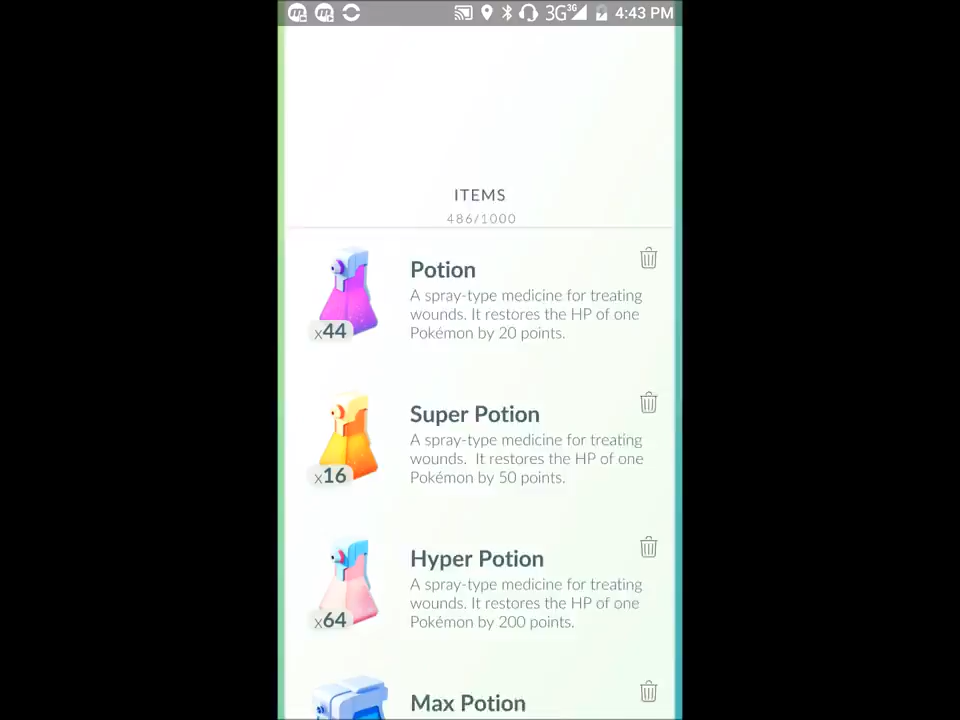 3G 3G 4:43 PM
ITEMS
486/1000
Potion
A spray-type medicine for treating
wounds. It restores the HP of one
Pokémon by 20 points.
x44
Super Potion
A spray-type medicine for treating
wounds. It restores the HP of one
Pokémon by 50 points.
x16
Hyper Potion
A spray-type medicine for treating
wounds. It restores the HP of one
Pokémon by 200 points.
x64
Max Potion